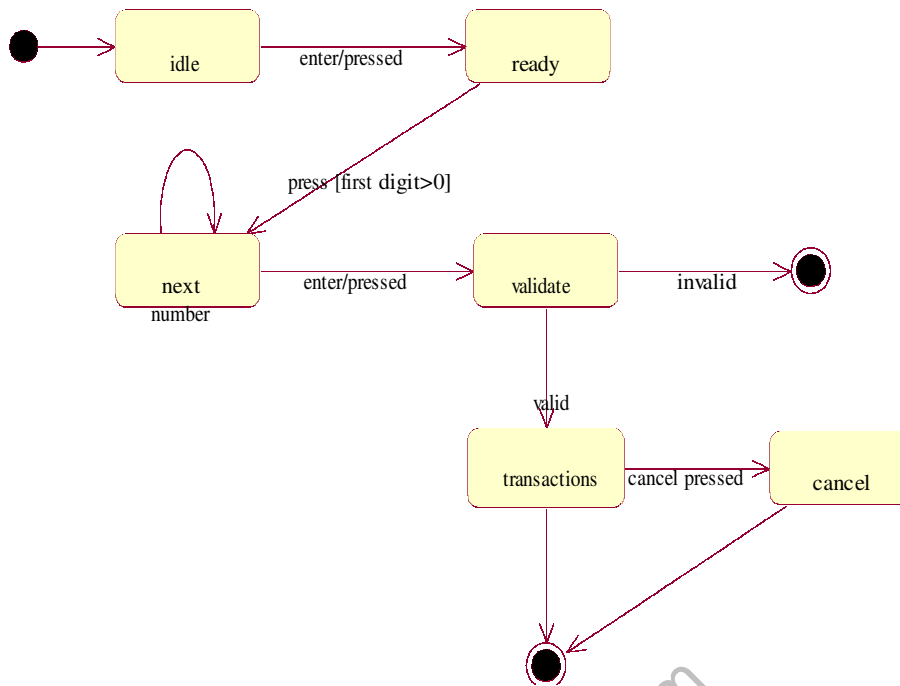 idle
enter/pressed
ready
press [first digit>0]
next
number
enter/pressed
validate
invalid
valid
transactions
cancel pressed
cancel